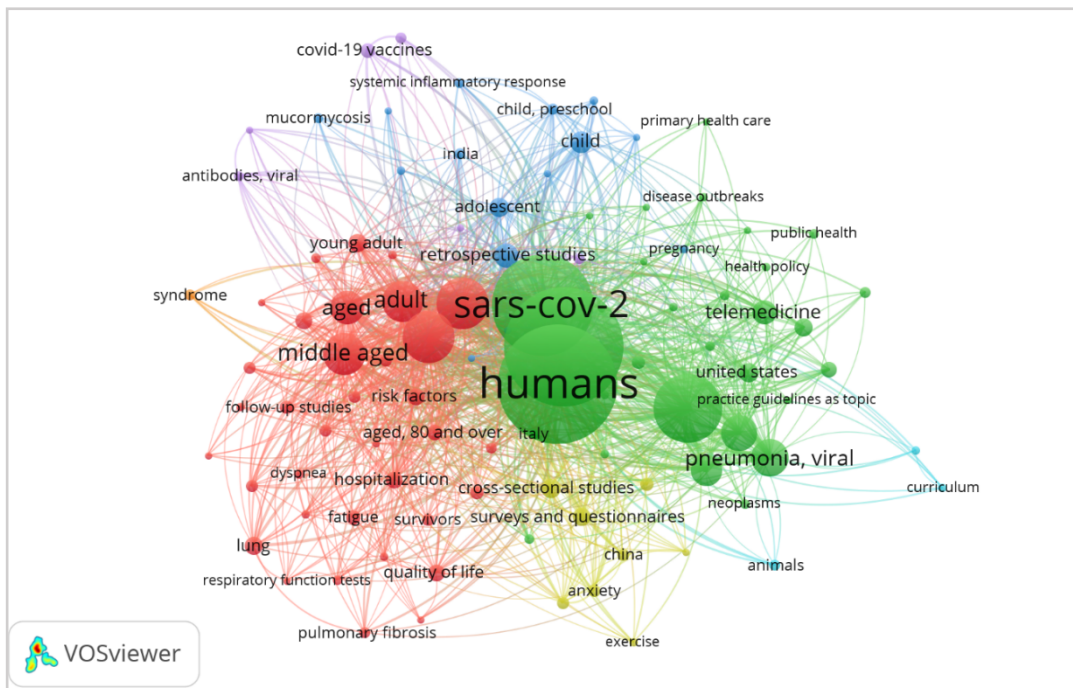 covid-19 vaccines
systemic inflammatory response
child, preschool
mucormycosis
primary health care
child
india
antibodies, viral
disease outbreaks
adolescent
public health
young adult
pregnancy
retrospective studies
health policy
syndrome
aged
adult
sars-cov-2
telemedicine
middle aged
united states
humans
risk factors
practice guidelines as topic
follow-up studies
aged, 80 and over
italy
pneumonia, viral
dyspnea
hospitalization
cross-sectional studies
curriculum
neoplasms
fatigue
survivors
surveys and questionnaires
lung
china
animals
respiratory function tests
quality of life
anxiety
pulmonary fibrosis
exercise
VOSviewer